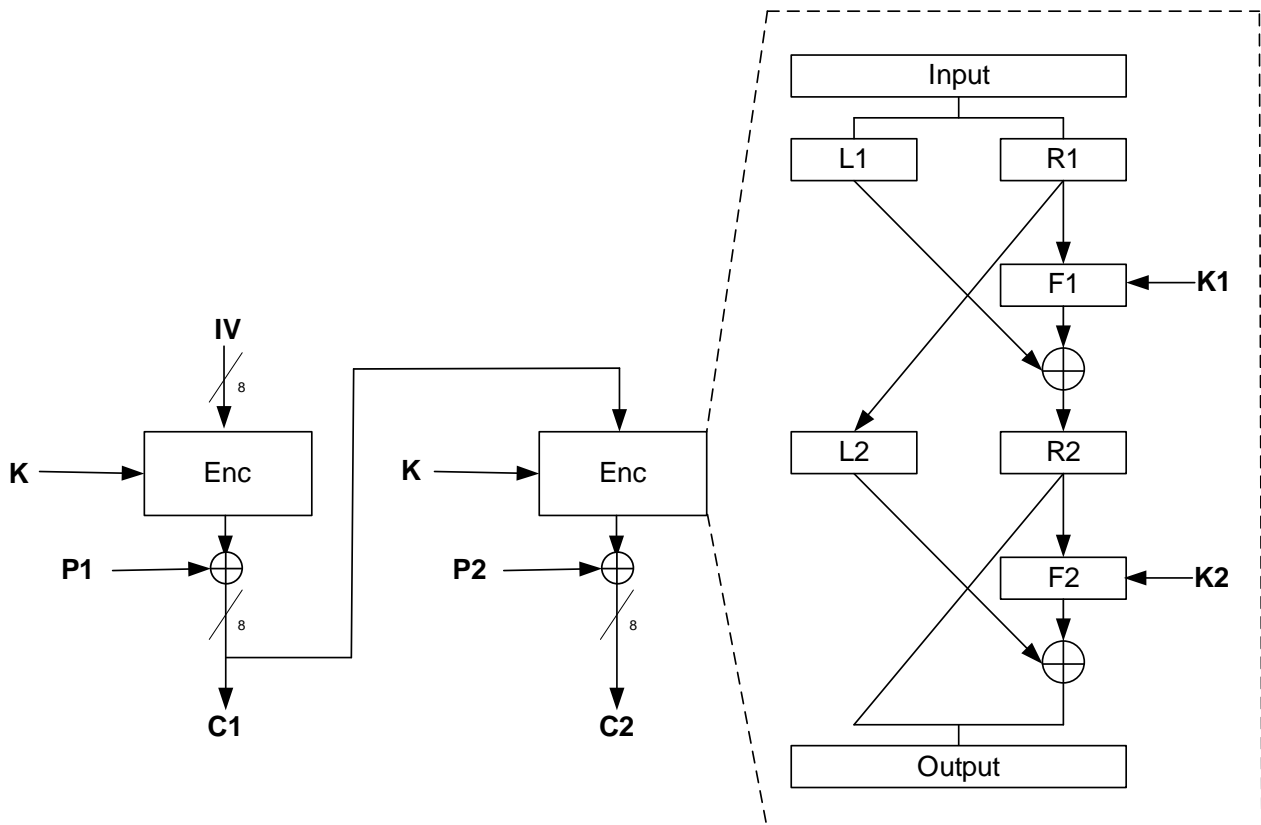 Input
L1
R1
F1
K1
IV
8
L2
R2
K
Enc
K
Enc
P1
P2
F2
K2
8
8
C1
C2
Output